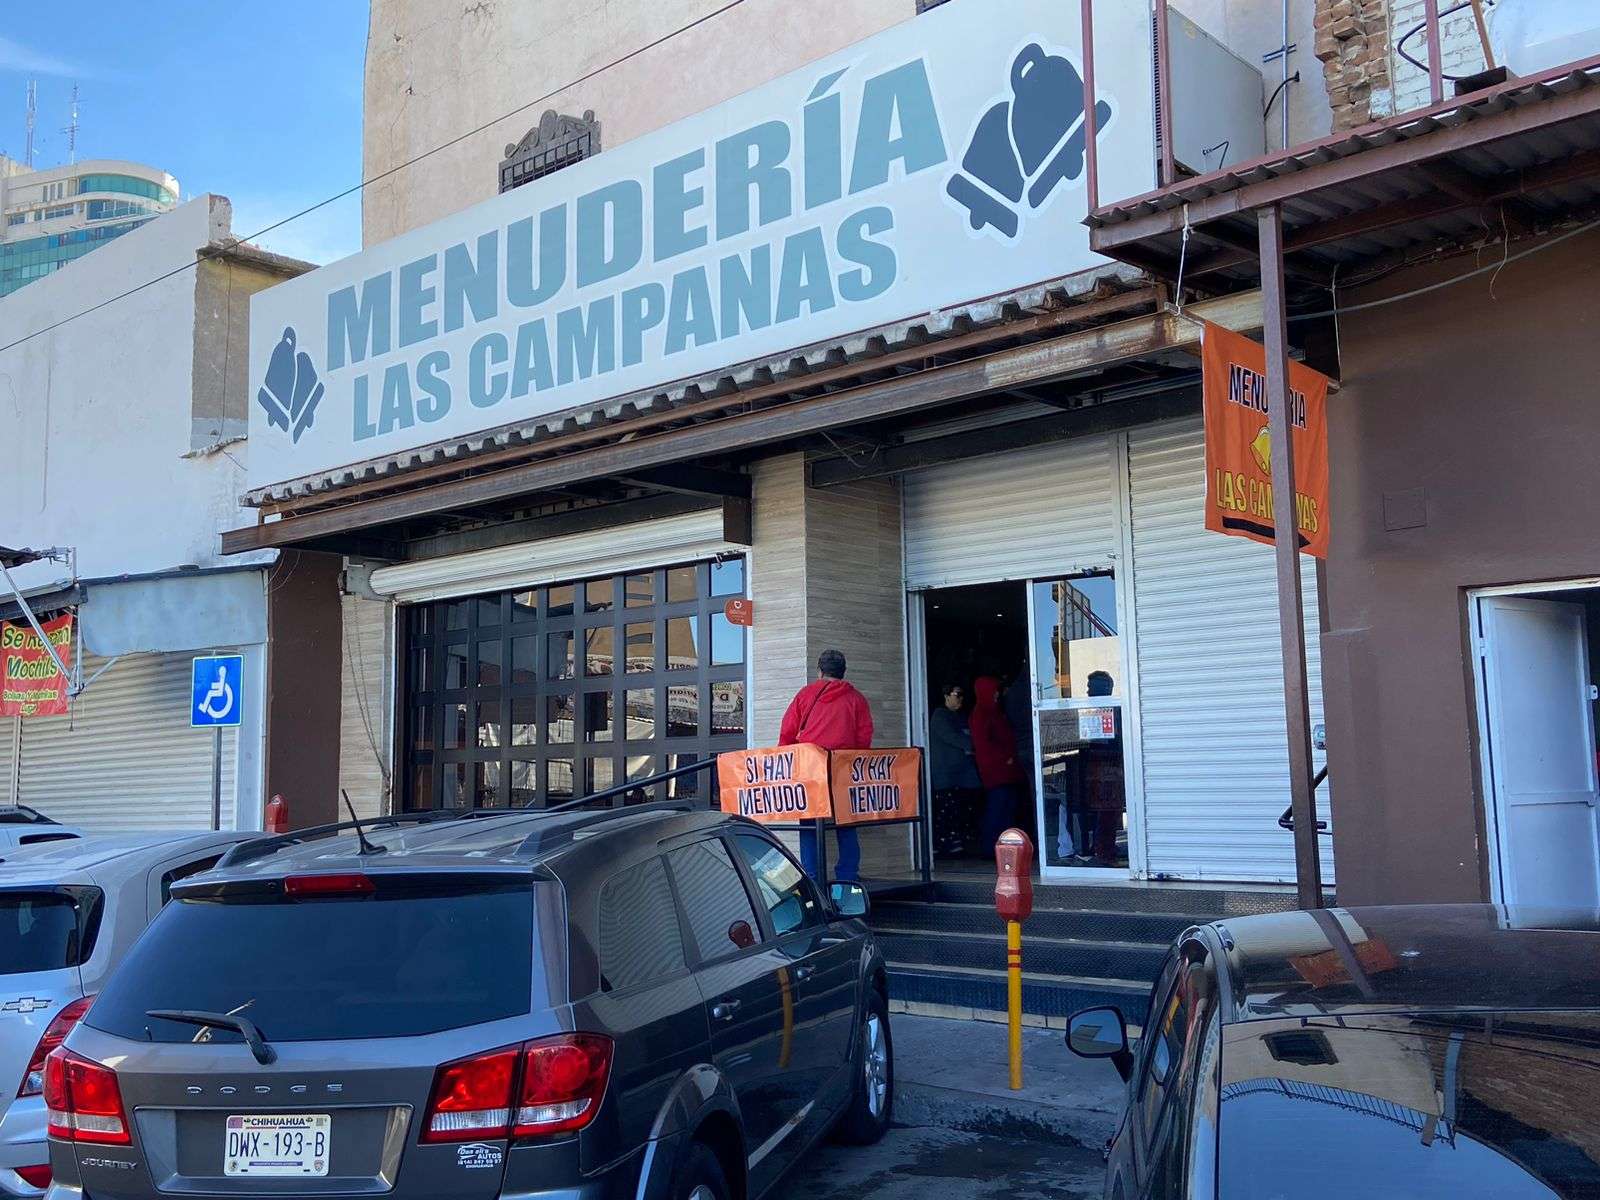 MENUDERÍA
LAS CAMPANAS
MENUDERIA
LAS CAMPANAS
Se
Mochilas
SI HAY
MENUDO
SI HAY
MENUDO
DODGE
JOURNEY
CHIHUAHUA
DWX-193-B
AUTOS